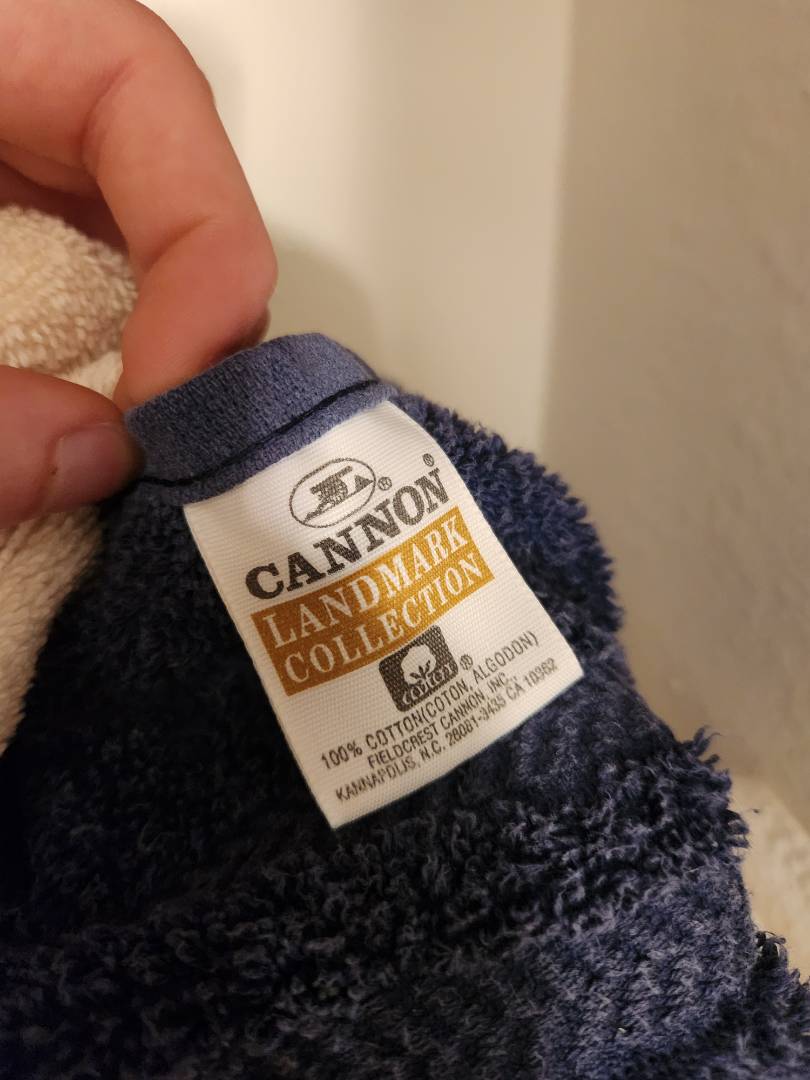 ®
CANNON®
LANDMARK
COLLECTION
cotton®
100% COTTON(COTON, ALGODON)
FIELDCREST CANNON, INC.,
KANNAPOLIS, N.C. 28081-3435 CA 10362